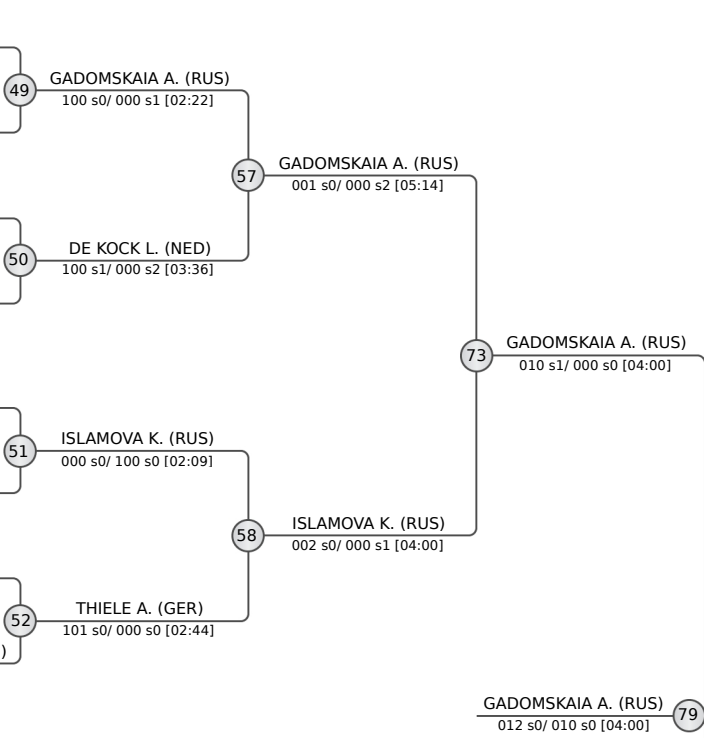 49
GADOMSKAIA A. (RUS)
100 s0/ 000 s1 [02:22]
57
GADOMSKAIA A. (RUS)
001 s0/ 000 s2 [05:14]
50
DE KOCK L. (NED)
100 s1/ 000 s2 [03:36]
73
GADOMSKAIA A. (RUS)
010 s1/ 000 s0 [04:00]
51
ISLAMOVA K. (RUS)
000 s0/ 100 s0 [02:09]
58
ISLAMOVA K. (RUS)
002 s0/ 000 s1 [04:00]
52
THIELE A. (GER)
101 s0/ 000 s0 [02:44]
)
GADOMSKAIA A. (RUS)
012 s0/ 010 s0 [04:00]
79